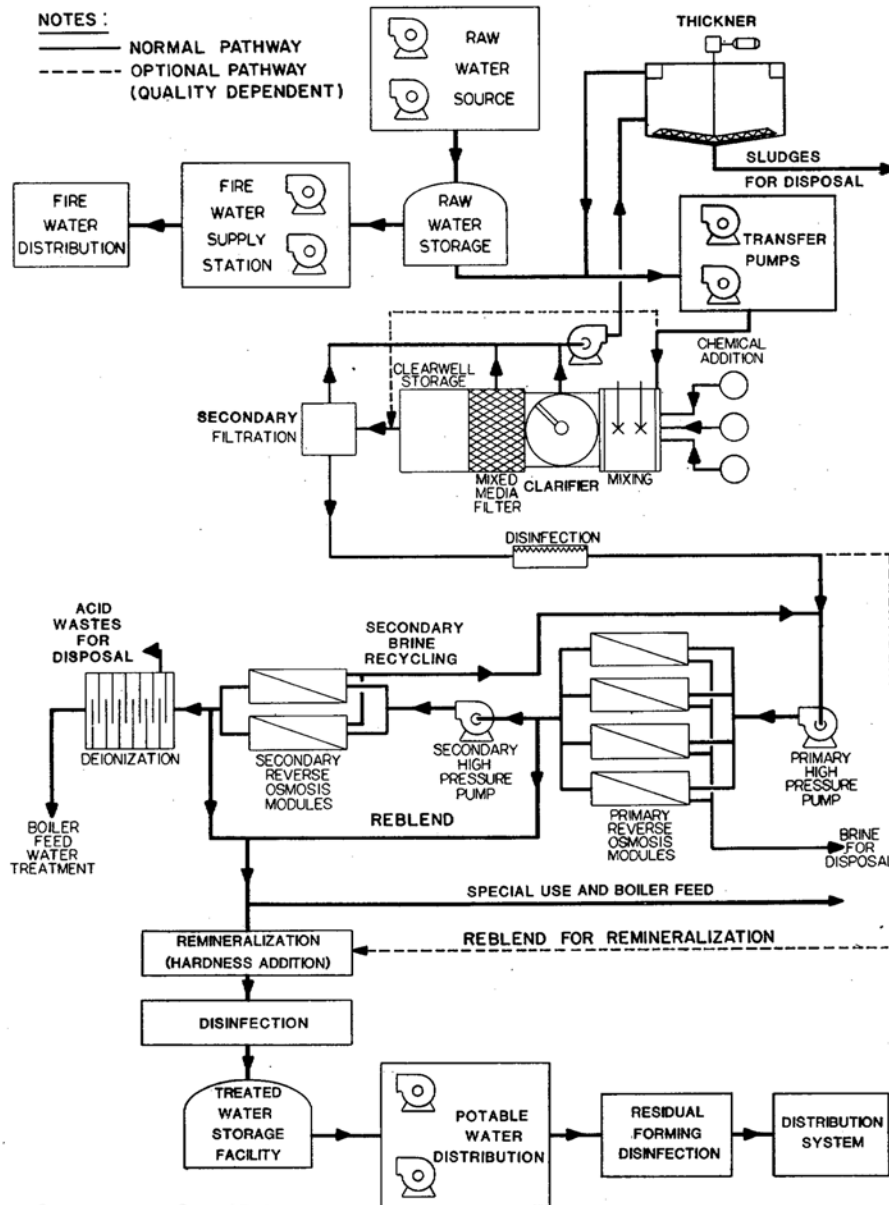 NOTES:
NORMAL PATHWAY
OPTIONAL PATHWAY
(QUALITY DEPENDENT)
RAW
WATER
SOURCE
THICKNER
SLUDGES
FOR DISPOSAL
FIRE
WATER
DISTRIBUTION
FIRE
WATER
SUPPLY
STATION
RAW
WATER
STORAGE
TRANSFER
PUMPS
CHEMICAL
ADDITION
CLEARWELL
STORAGE
SECONDARY
FILTRATION
MIXED
MEDIA
FILTER
CLARIFIER
MIXING
DISINFECTION
ACID
WASTES
FOR
DISPOSAL
SECONDARY
BRINE
RECYCLING
DEIONIZATION
SECONDARY
REVERSE
OSMOSIS
MODULES
SECONDARY
HIGH
PRESSURE
PUMP
PRIMARY
REVERSE
OSMOSIS
MODULES
PRIMARY
HIGH
PRESSURE
PUMP
BOILER
FEED
WATER
TREATMENT
REBLEND
BRINE
FOR
DISPOSAL
SPECIAL USE AND BOILER FEED
REMINERALIZATION
(HARDNESS ADDITION)
REBLEND FOR REMINERALIZATION
DISINFECTION
TREATED
WATER
STORAGE
FACILITY
POTABLE
WATER
DISTRIBUTION
RESIDUAL
FORMING
DISINFECTION
DISTRIBUTION
SYSTEM